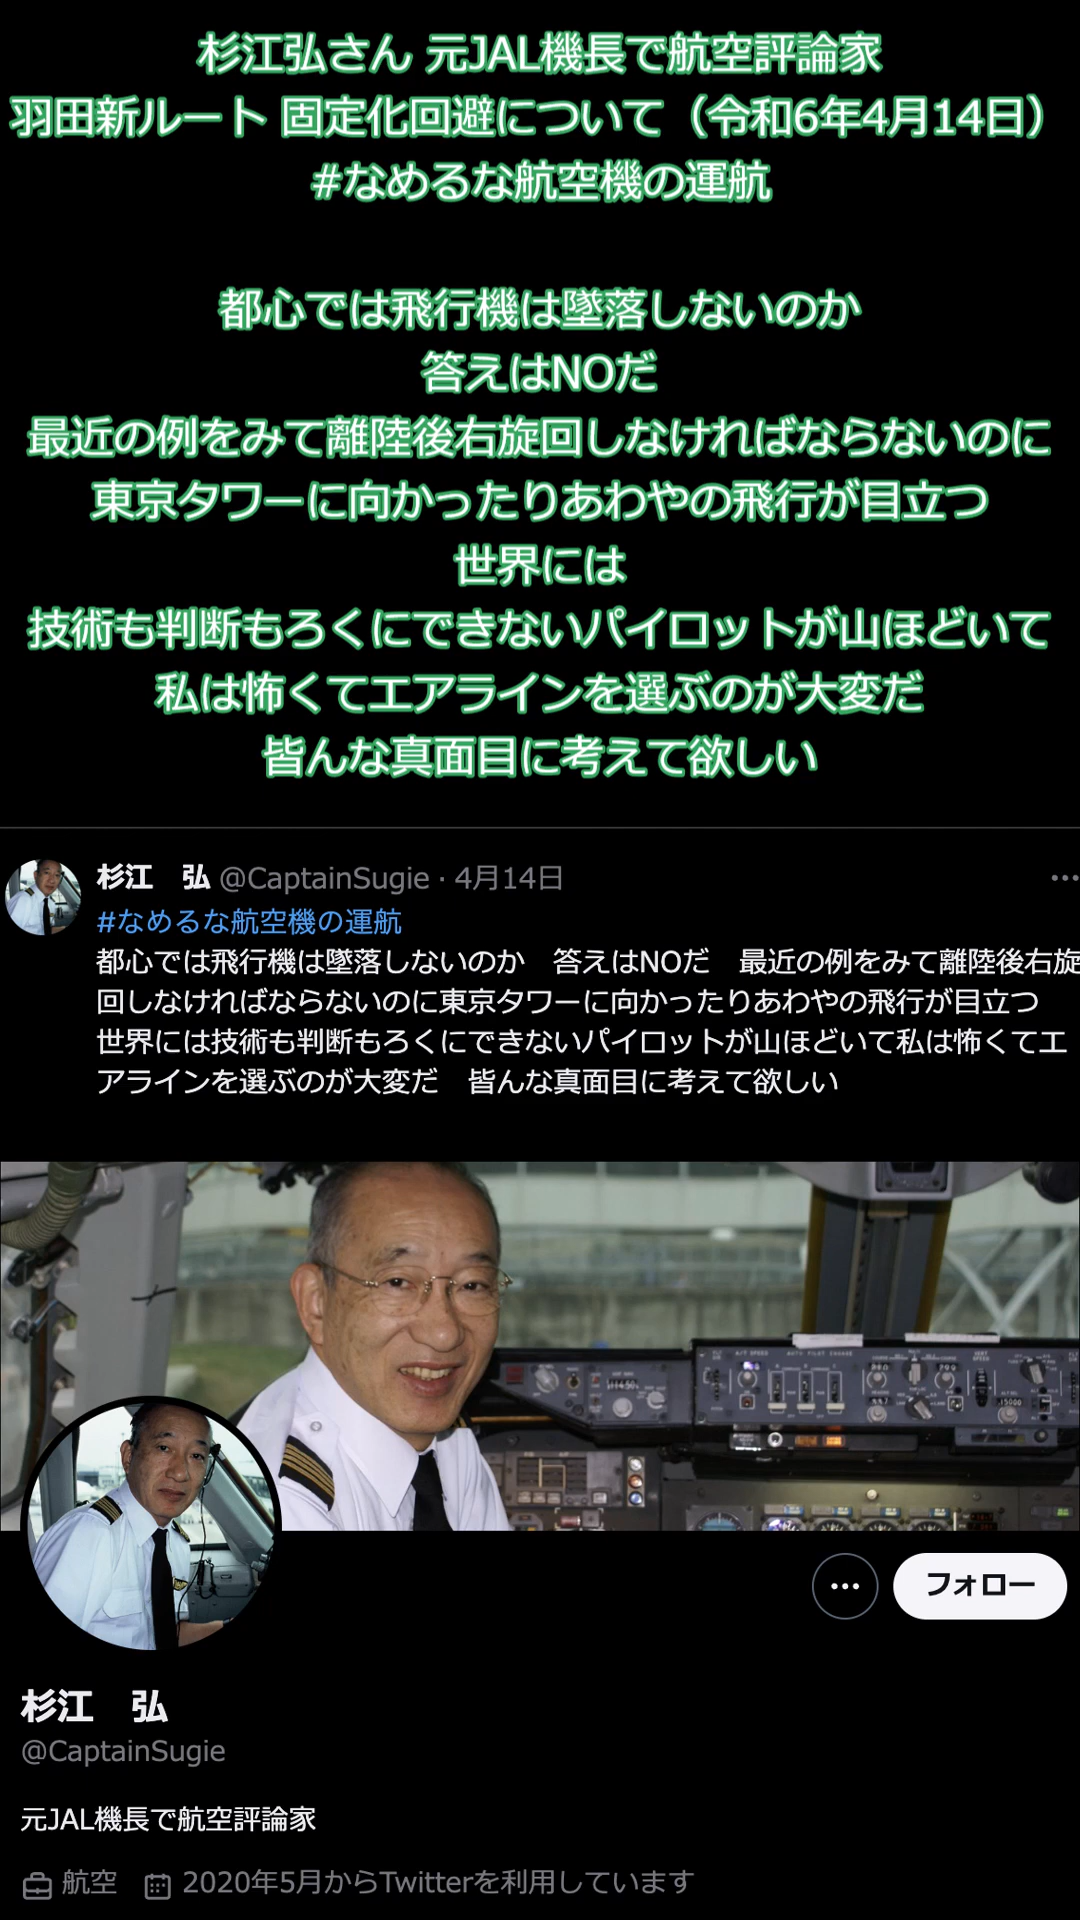 杉江弘さん 元JAL機長で航空評論家
羽田新ルート 固定化回避について（令和6年4月14日）
#なめるな航空機の運航
都心では飛行機は墜落しないのか
答えはNOだ
最近の例をみて離陸後右旋回しなければならないのに
東京タワーに向かったりあわやの飛行が目立つ
世界には
技術も判断もろくにできないパイロットが山ほどいて
私は怖くてエアラインを選ぶのが大変だ
皆んな真面目に考えて欲しい
杉江　弘 @CaptainSugie · 4月14日
#なめるな航空機の運航
都心では飛行機は墜落しないのか　答えはNOだ　最近の例をみて離陸後右旋
回しなければならないのに東京タワーに向かったりあわやの飛行が目立つ
世界には技術も判断もろくにできないパイロットが山ほどいて私は怖くてエ
アラインを選ぶのが大変だ　皆んな真面目に考えて欲しい
フォロー
杉江　弘
@CaptainSugie
元JAL機長で航空評論家
航空 2020年5月からTwitterを利用しています